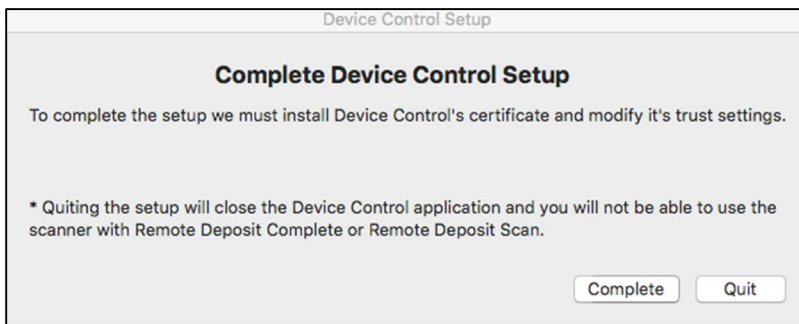 Device Control Setup
Complete Device Control Setup
To complete the setup we must install Device Control's certificate and modify it's trust settings.
* Quiting the setup will close the Device Control application and you will not be able to use the
scanner with Remote Deposit Complete or Remote Deposit Scan.
Complete Quit